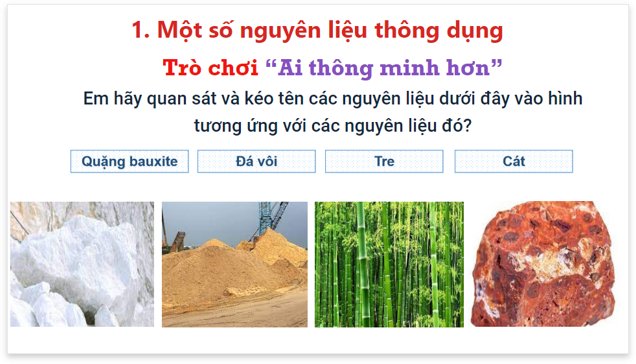 1. Một số nguyên liệu thông dụng
Trò chơi “Ai thông minh hơn”
Em hãy quan sát và kéo tên các nguyên liệu dưới đây vào hình
tương ứng với các nguyên liệu đó?
Quặng bauxite
Đá vôi
Tre
Cát